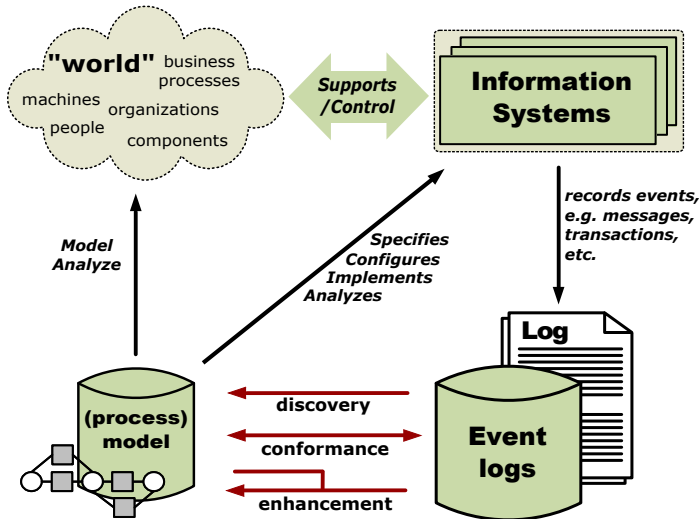 "world"
business
processes
machines
organizations
people
components
Supports
/Control
Information
Systems
records events,
e.g. messages,
transactions,
etc.
Model
Analyze
Specifies
Configures
Implements
Analyzes
Log
(process)
model
discovery
conformance
enhancement
Event
logs